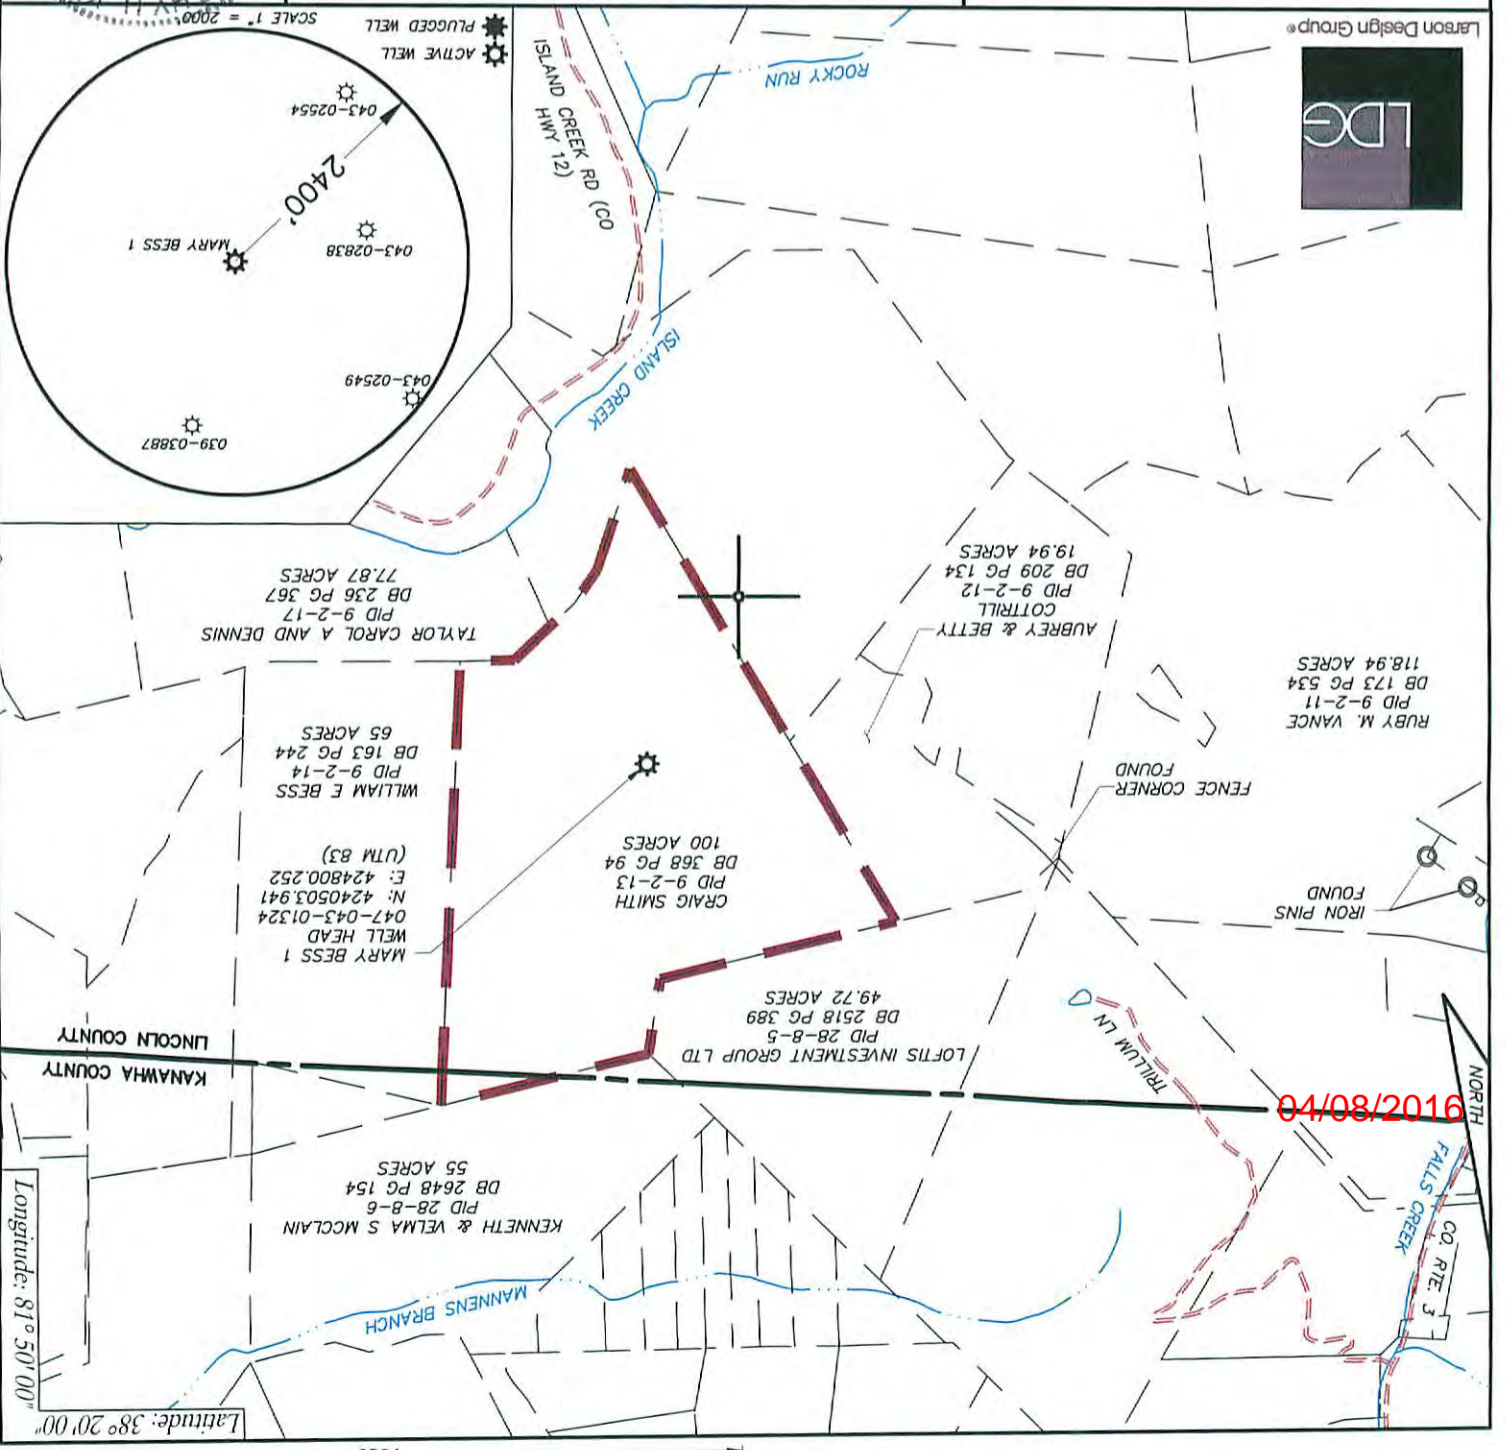 Latitude: 38° 20' 00"
Longitude: 81° 50'00"
MANNENS BRANCH
CO. RTE. 3
FALLS CREEK
KENNETH & VELMA S MCCLAIN
PID 28-8-6
DB 2648 PG 154
55 ACRES
NORTH
04/08/2016
TRILLUM LN
KANAWHA COUNTY
LINCOLN COUNTY
LOFTIS INVESTMENT GROUP LTD
PID 28-8-5
DB 2518 PG 389
49.72 ACRES
IRON PINS
FOUND
MARY BESS 1
WELL HEAD
047-043-01324
N: 4240503.941
E: 424800.252
(UTM 83)
CRAIG SMITH
PID 9-2-13
DB 368 PG 94
100 ACRES
FENCE CORNER
FOUND
WILLIAM E BESS
PID 9-2-14
DB 163 PG 244
65 ACRES
RUBY M. VANCE
PID 9-2-11
DB 173 PG 534
118.94 ACRES
AUBREY & BETTY
COTTRILL
PID 9-2-12
DB 209 PG 134
19.94 ACRES
TAYLOR CAROL A AND DENNIS
PID 9-2-17
DB 236 PG 367
77.87 ACRES
ISLAND CREEK
039-03887
043-02549
MARY BESS 1
043-02838
2400'
043-02554
ISLAND CREEK RD (CO
HWY 12)
ROCKY RUN
LDG
Larson Design Group®
ACTIVE WELL
PLUGGED WELL
SCALE 1" = 2000'